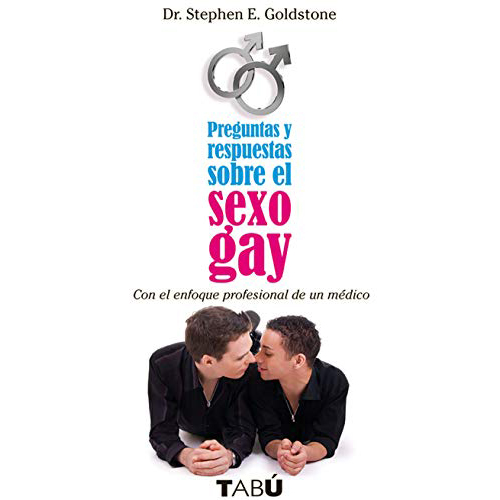 Dr. Stephen E. Goldstone
Preguntas y
respuestas
sobre el
sexo
gay
Con el enfoque profesional de un médico
TABÚ